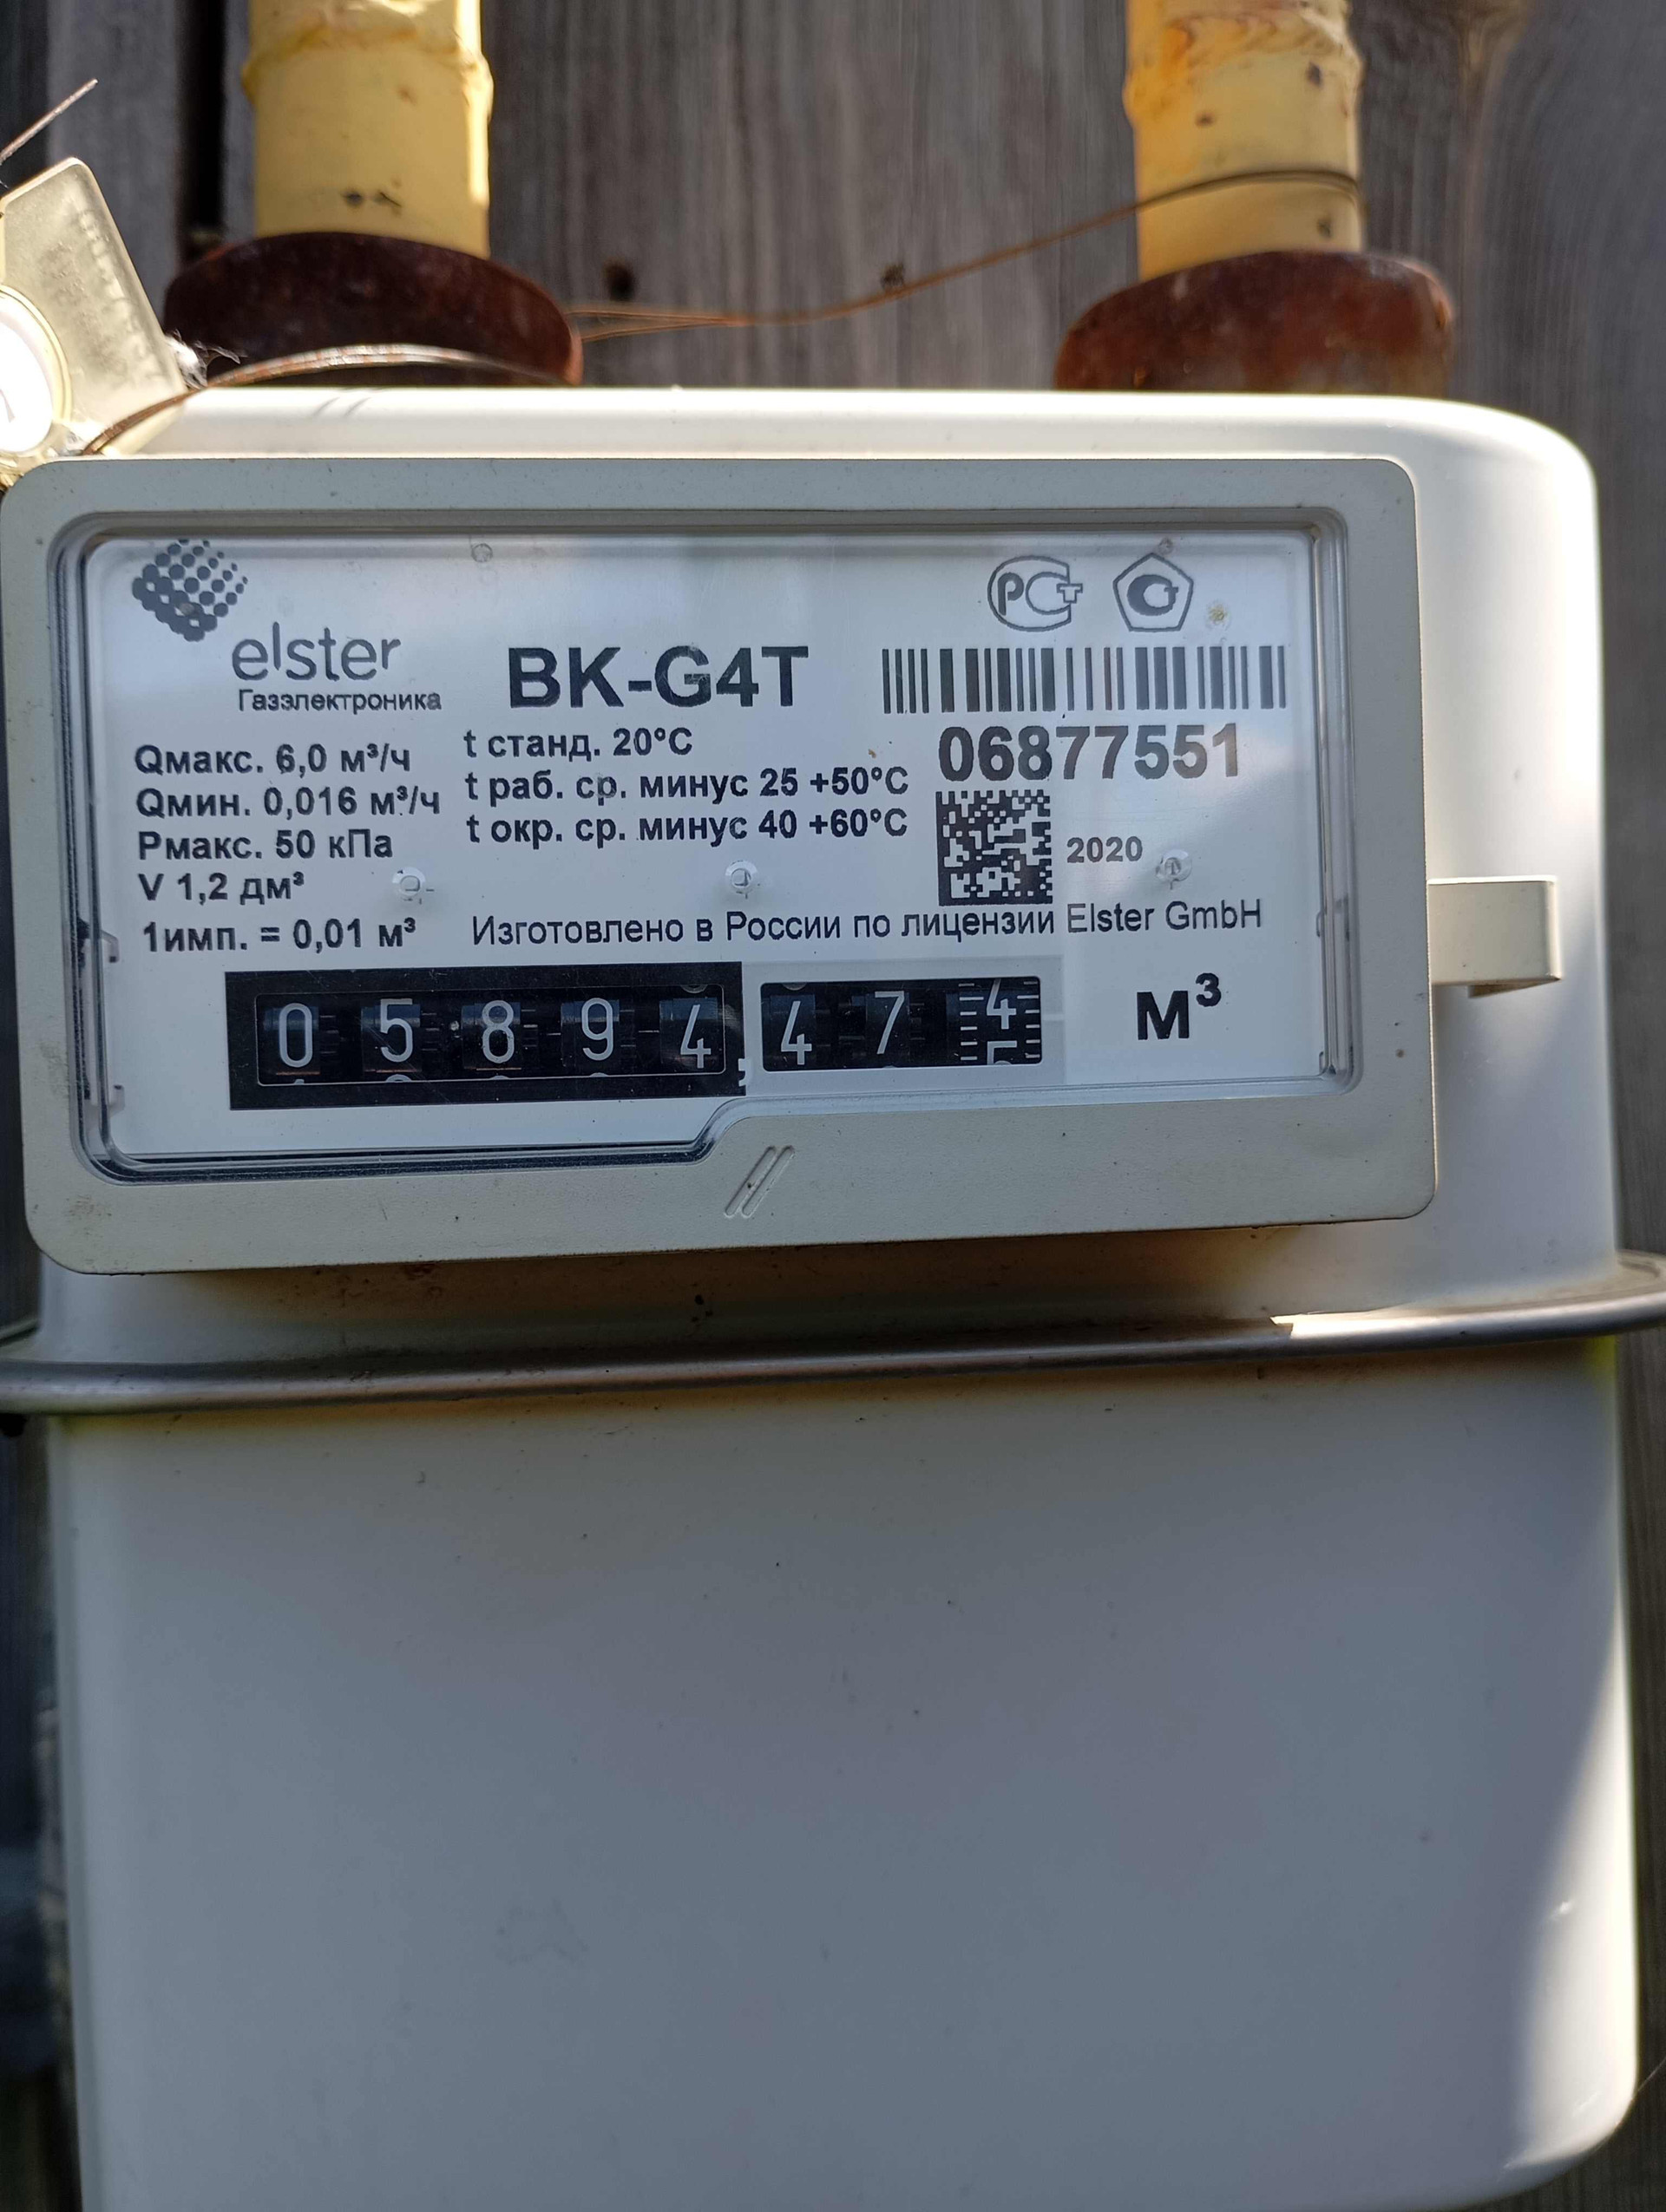 elster
Газэлектроника
BK-G4T
РСТ
06877551
Qмакс. 6,0 м³/ч
Qмин. 0,016 м³/ч
Pмакс. 50 кПа
V 1,2 дм³
1имп. = 0,01 м³
t станд. 20°C
t раб. ср. минус 25 +50°C
t окр. ср. минус 40 +60°C
2020
Изготовлено в России по лицензии Elster GmbH
05894,474 м³